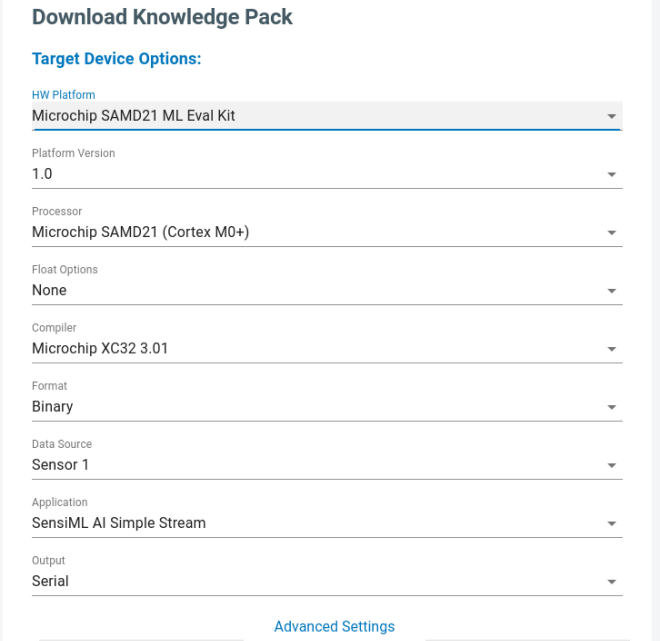 Download Knowledge Pack
Target Device Options:
HW Platform
Microchip SAMD21 ML Eval Kit
Platform Version
1.0
Processor
Microchip SAMD21 (Cortex M0+)
Float Options
None
Compiler
Microchip XC32 3.01
Format
Binary
Data Source
Sensor 1
Application
SensiML AI Simple Stream
Output
Serial
Advanced Settings